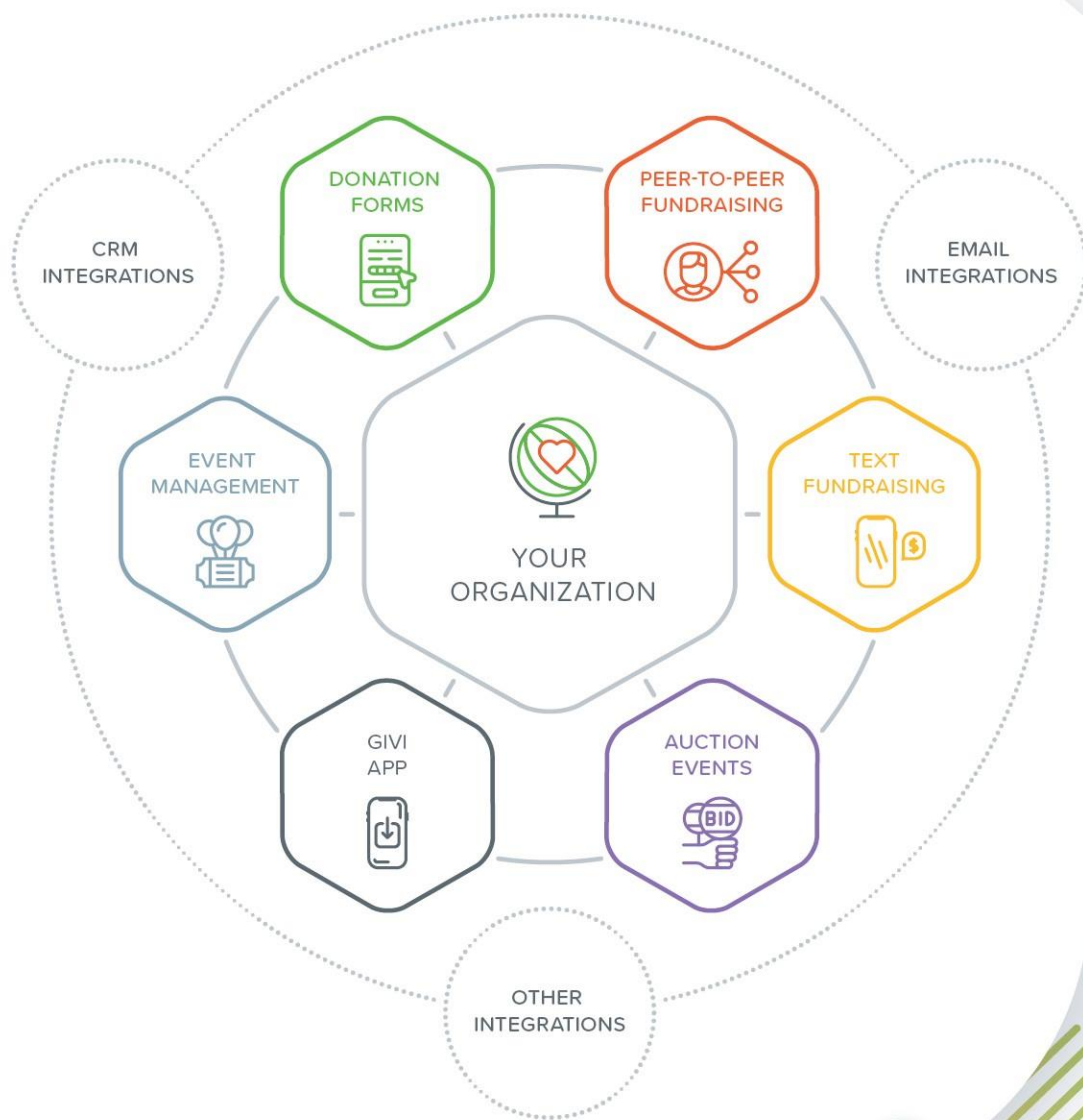 DONATION
FORMS
PEER-TO-PEER
FUNDRAISING
CRM
INTEGRATIONS
EMAIL
INTEGRATIONS
EVENT
MANAGEMENT
TEXT
FUNDRAISING
$
YOUR
ORGANIZATION
GIVI
APP
AUCTION
EVENTS
BID
OTHER
INTEGRATIONS